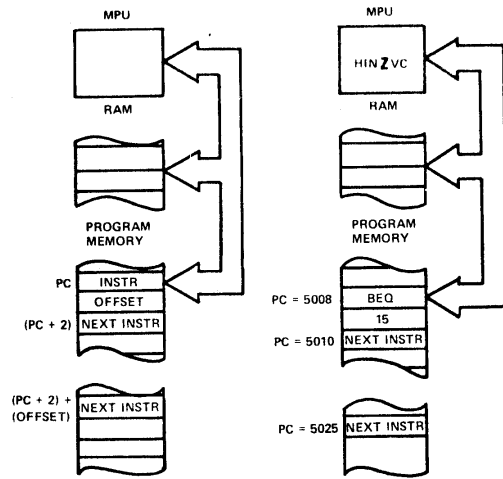 MPU
RAM
PROGRAM
MEMORY
PC
INSTR
OFFSET
(PC + 2)
NEXT INSTR
(PC + 2) +
(OFFSET)
NEXT INSTR
MPU
HINZVC
RAM
PROGRAM
MEMORY
PC = 5008
BEQ
15
PC = 5010
NEXT INSTR
PC = 5025
NEXT INSTR